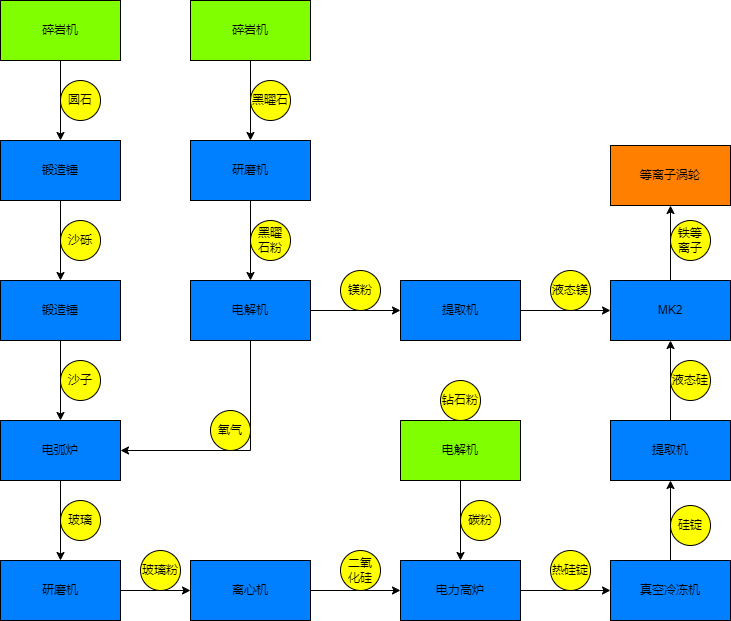 碎岩机
碎岩机
圆石
黑曜石
锻造锤
研磨机
等离子涡轮
沙砾
黑曜
石粉
铁等
离子
锻造锤
电解机
镁粉
提取机
液态镁
MK2
沙子
钻石粉
液态硅
氧气
电弧炉
电解机
提取机
玻璃
碳粉
硅锭
研磨机
玻璃粉
离心机
二氧
化硅
电力高炉
热硅锭
真空冷冻机